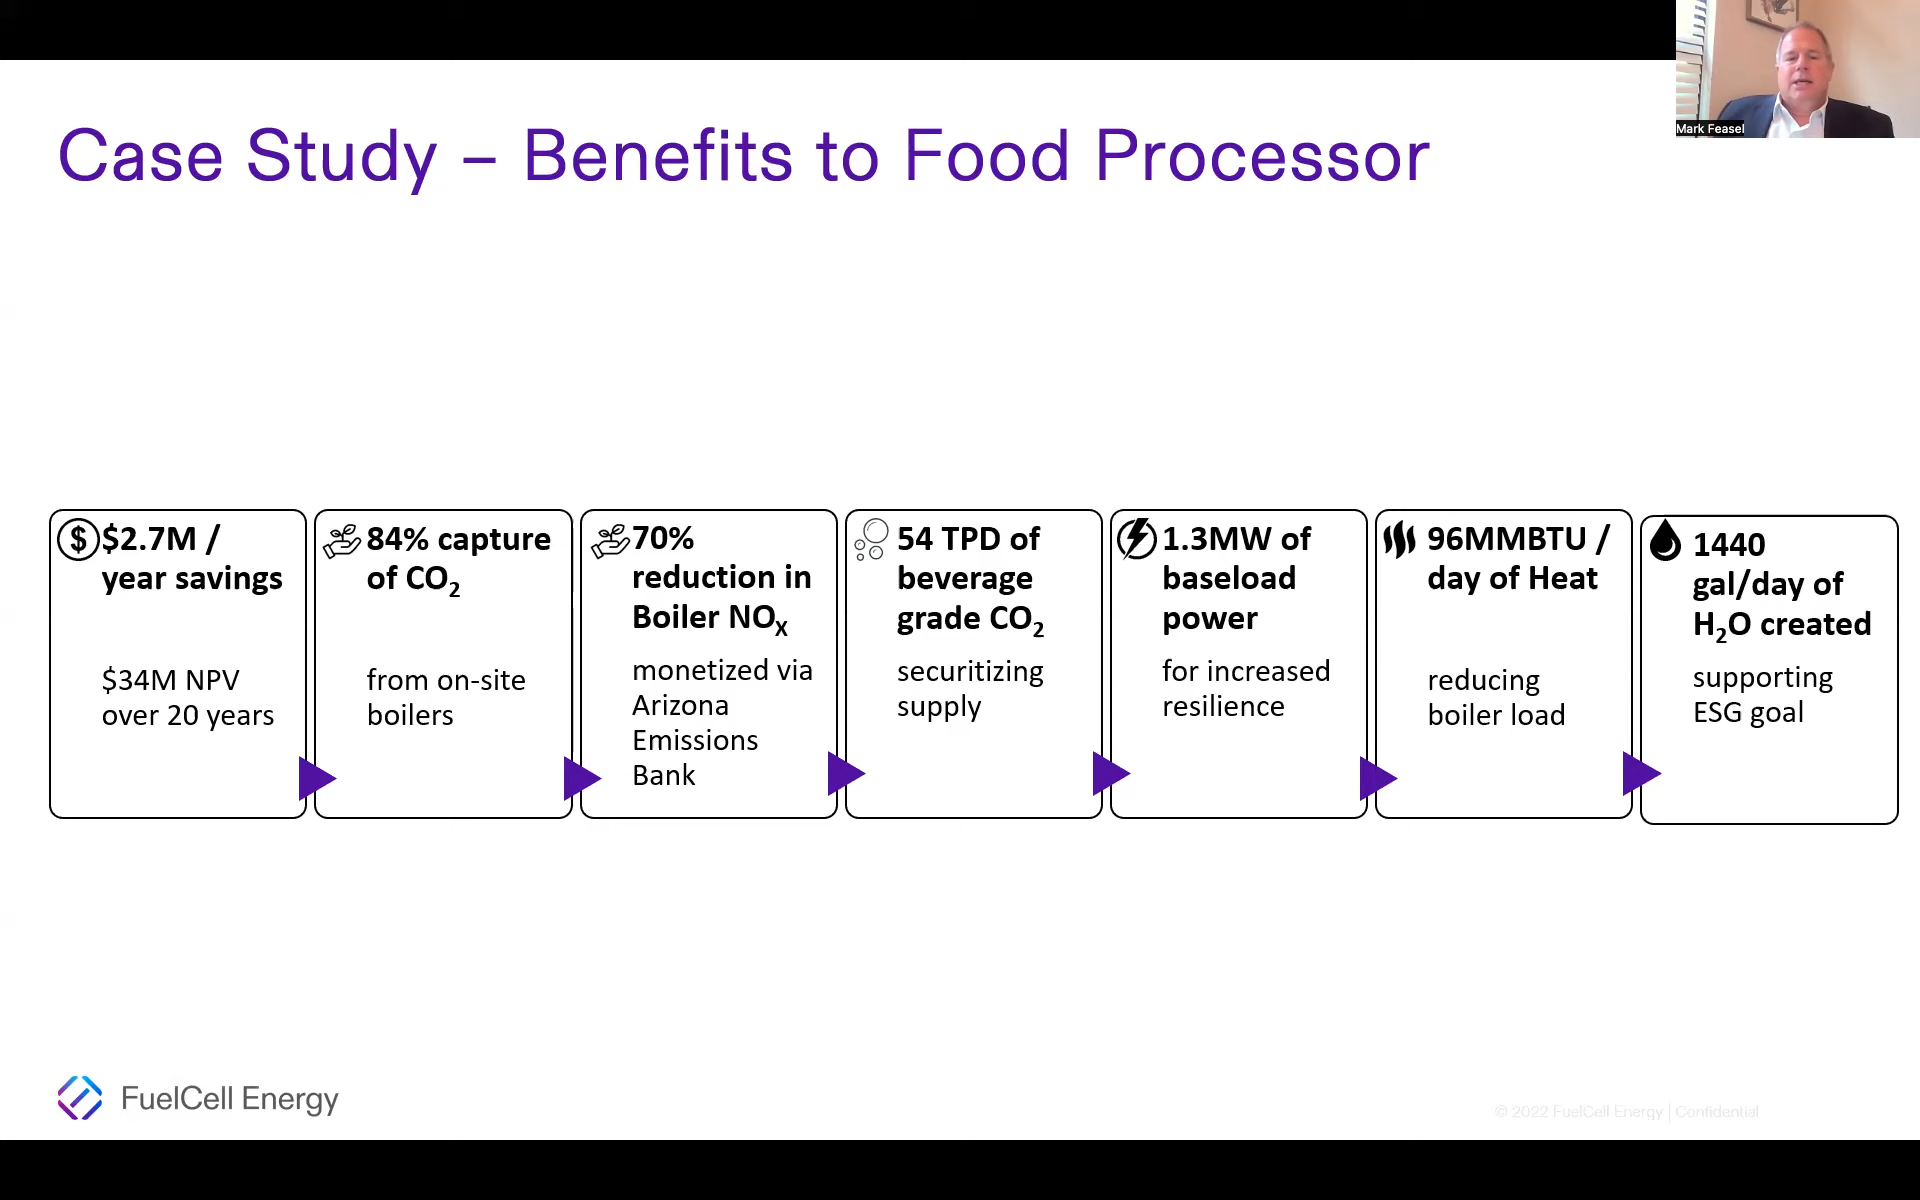 Mark Feasel
Case Study – Benefits to Food Processor
$2.7M /
year savings
$34M NPV
over 20 years
84% capture
of CO₂
from on-site
boilers
70%
reduction in
Boiler NOX
monetized via
Arizona
Emissions
Bank
54 TPD of
beverage
grade CO₂
securitizing
supply
1.3MW of
baseload
power
for increased
resilience
96MMBTU /
day of Heat
reducing
boiler load
1440
gal/day of
H₂O created
supporting
ESG goal
FuelCell Energy
© 2022 FuelCell Energy | Confidential